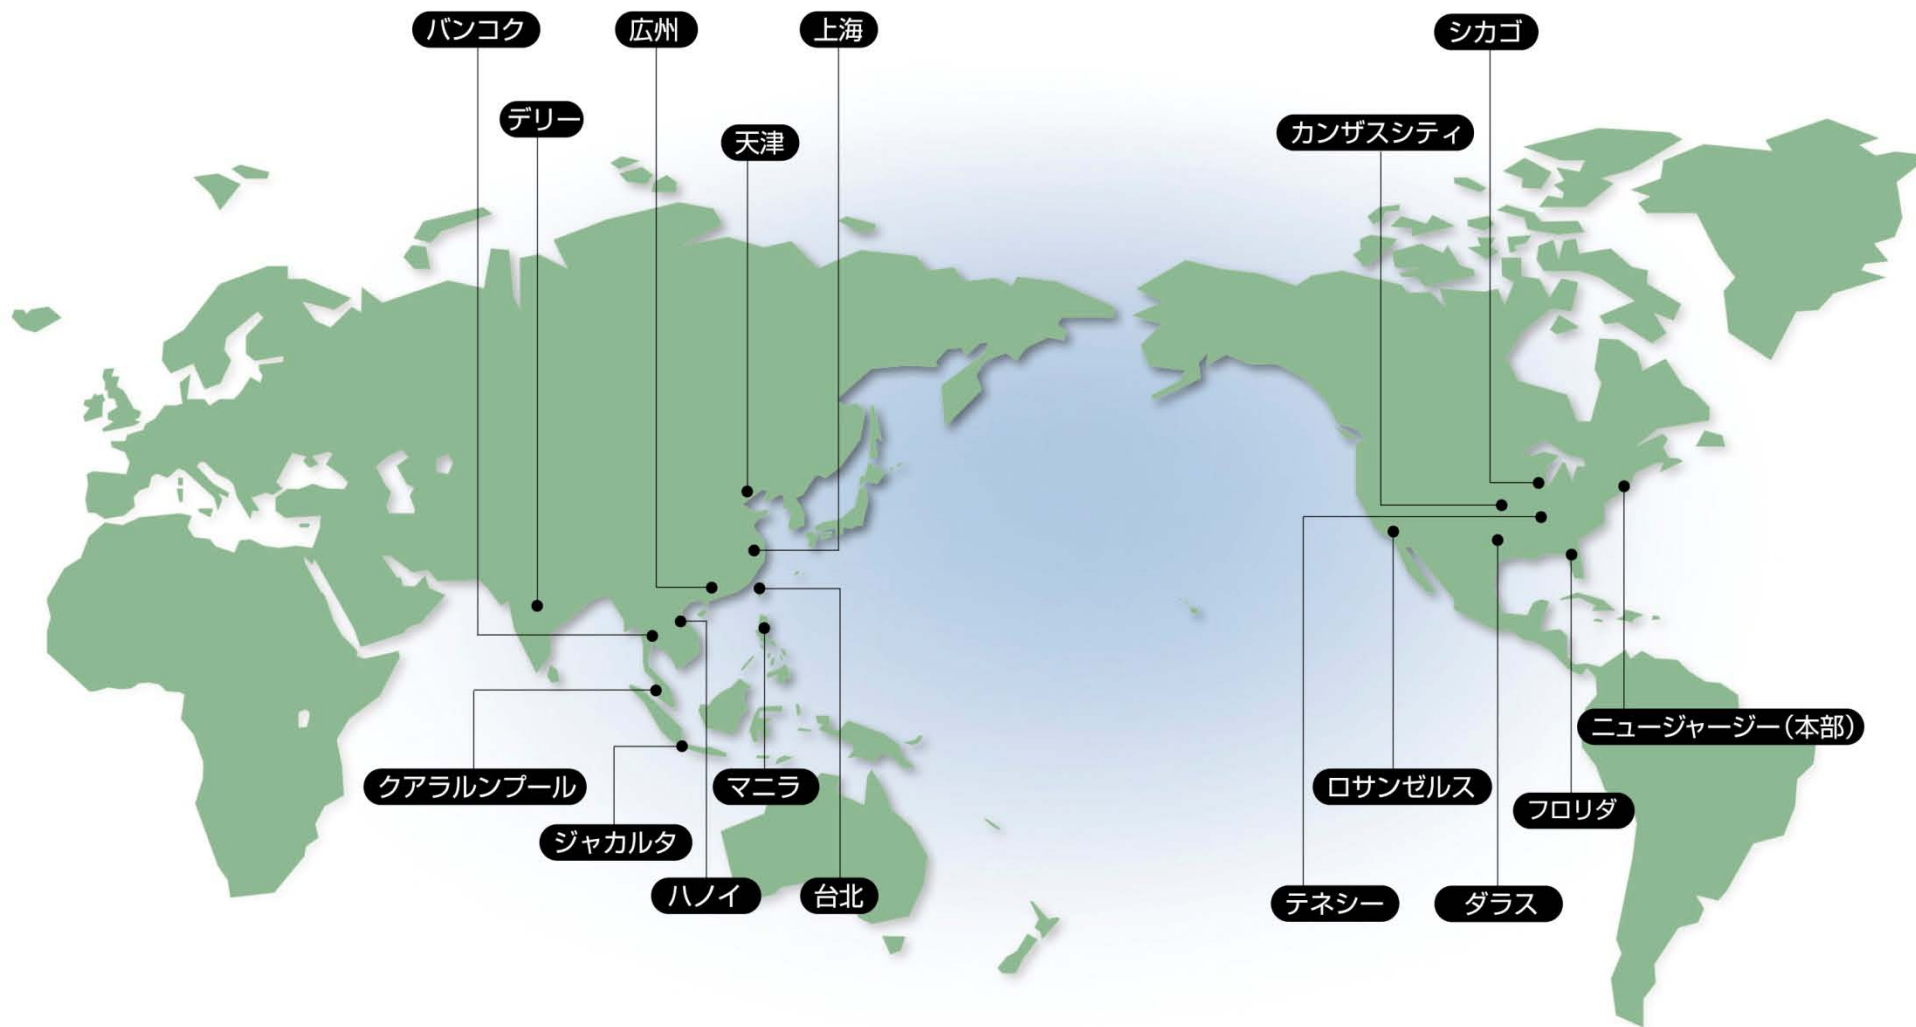 バンコク
広州
上海
シカゴ
デリー
天津
カンザスシティ
ニュージャージー(本部)
クアラルンプール
マニラ
ロサンゼルス
フロリダ
ジャカルタ
ハノイ
台北
テネシー
ダラス